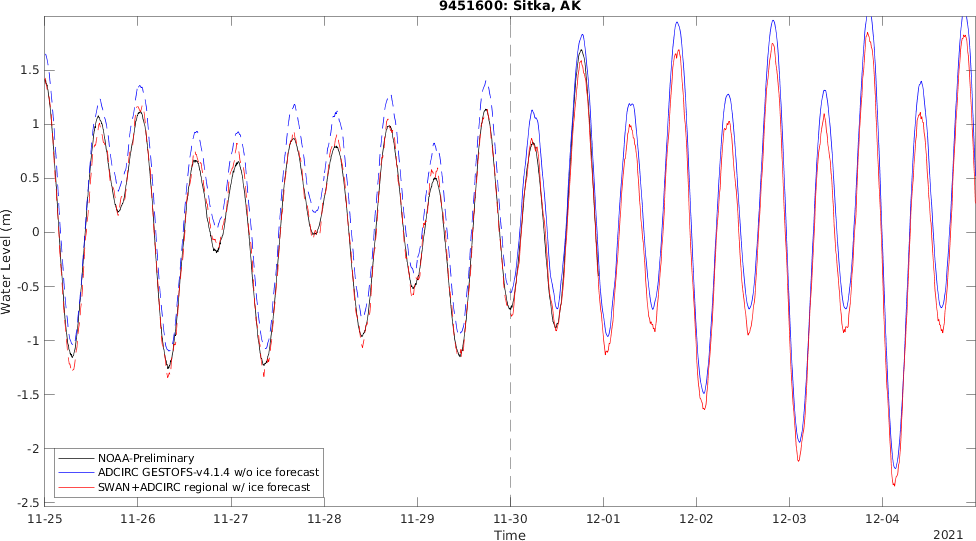 9451600: Sitka, AK
Water Level (m)
1.5
1
0.5
0
-0.5
-1
-1.5
-2
-2.5
NOAA-Preliminary
ADCIRC GESTOFS-v4.1.4 w/o ice forecast
SWAN+ADCIRC regional w/ ice forecast
11-25 11-26 11-27 11-28 11-29 11-30 12-01 12-02 12-03 12-04
Time
2021